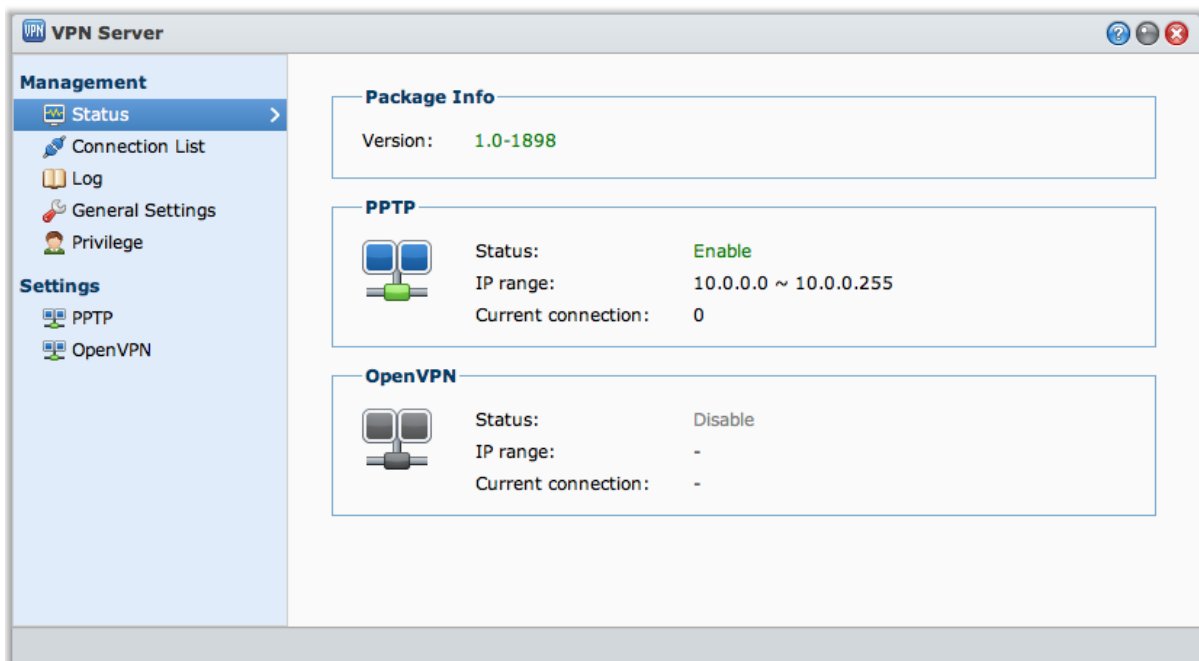 VPN VPN Server
Management
Status
Connection List
Log
General Settings
Privilege
Settings
PPTP
OpenVPN
Package Info
Version: 1.0-1898
PPTP
Status: Enable
IP range: 10.0.0.0 ~ 10.0.0.255
Current connection: 0
OpenVPN
Status: Disable
IP range: -
Current connection: -